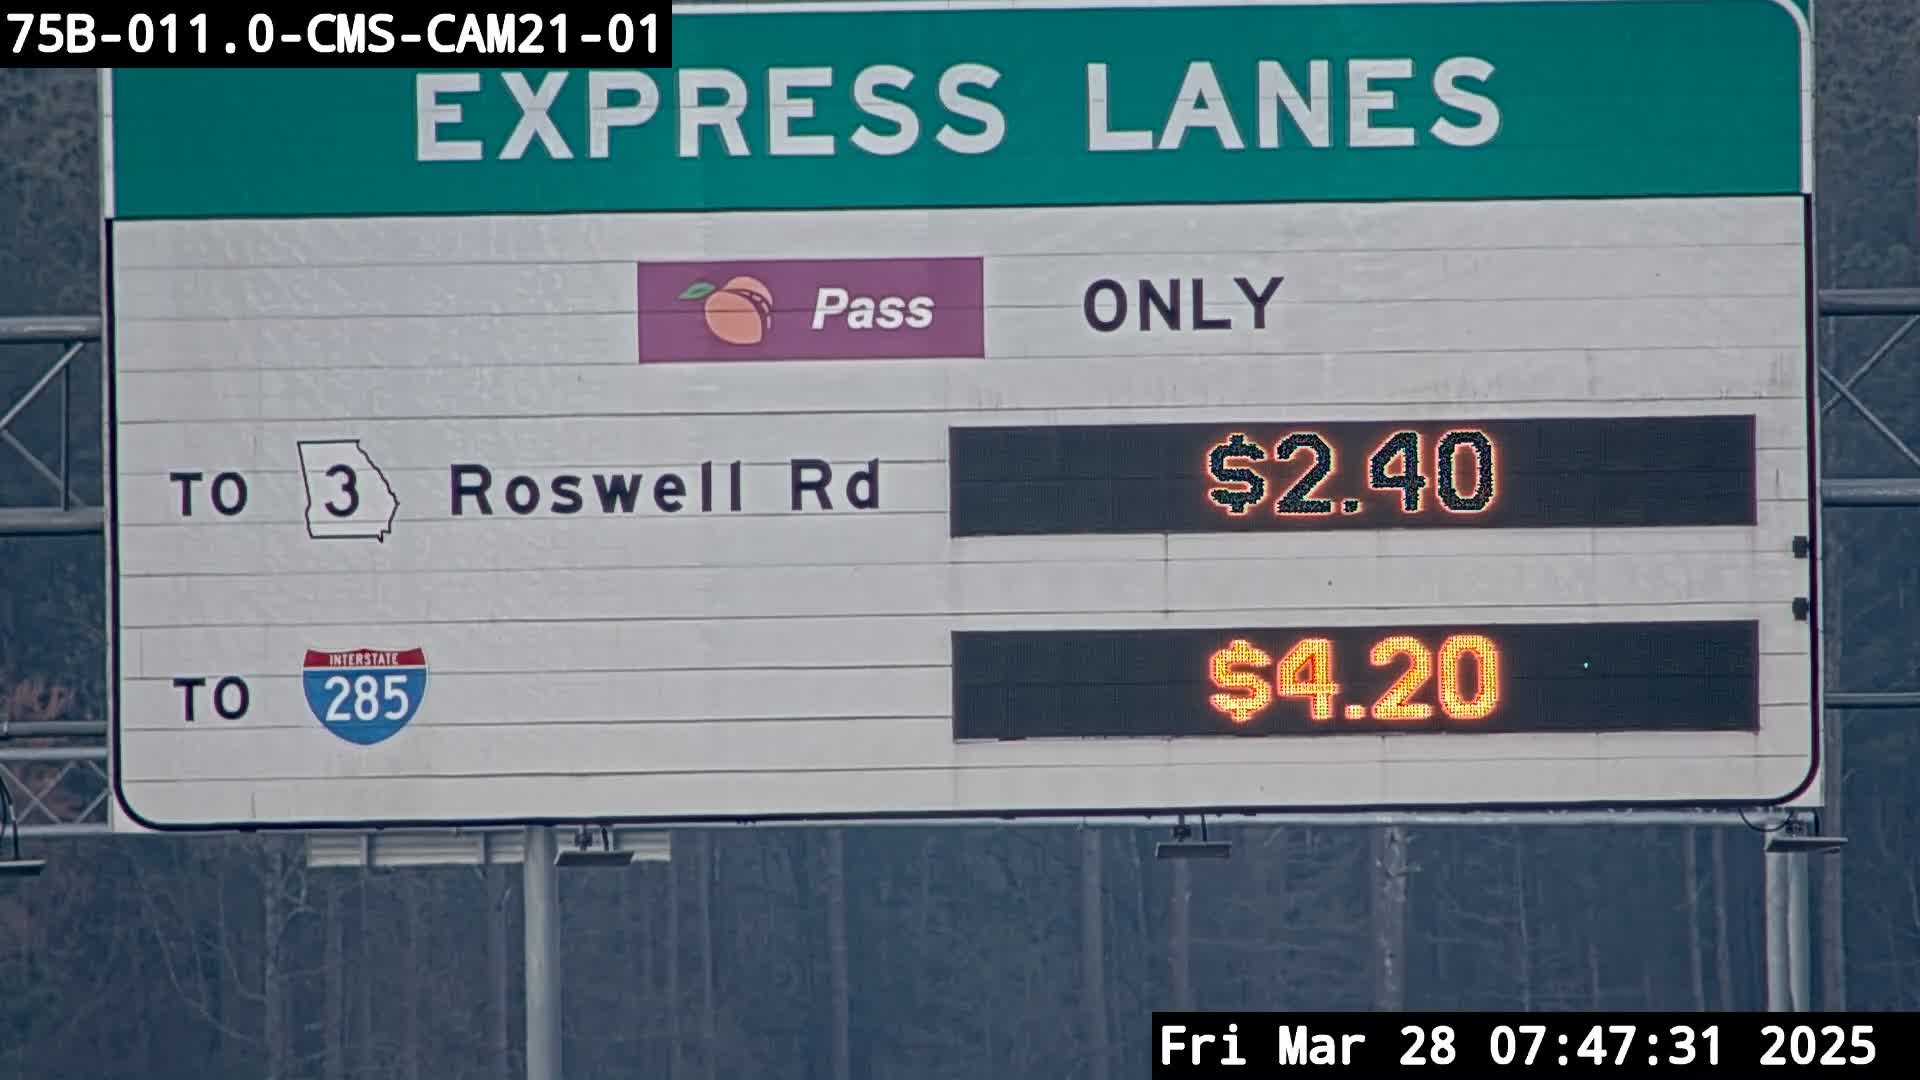 75B-011.0-CMS-CAM21-01
EXPRESS LANES
Pass ONLY
TO 3 Roswell Rd $2.40
INTERSTATE
TO 285 $4.20
Fri Mar 28 07:47:31 2025